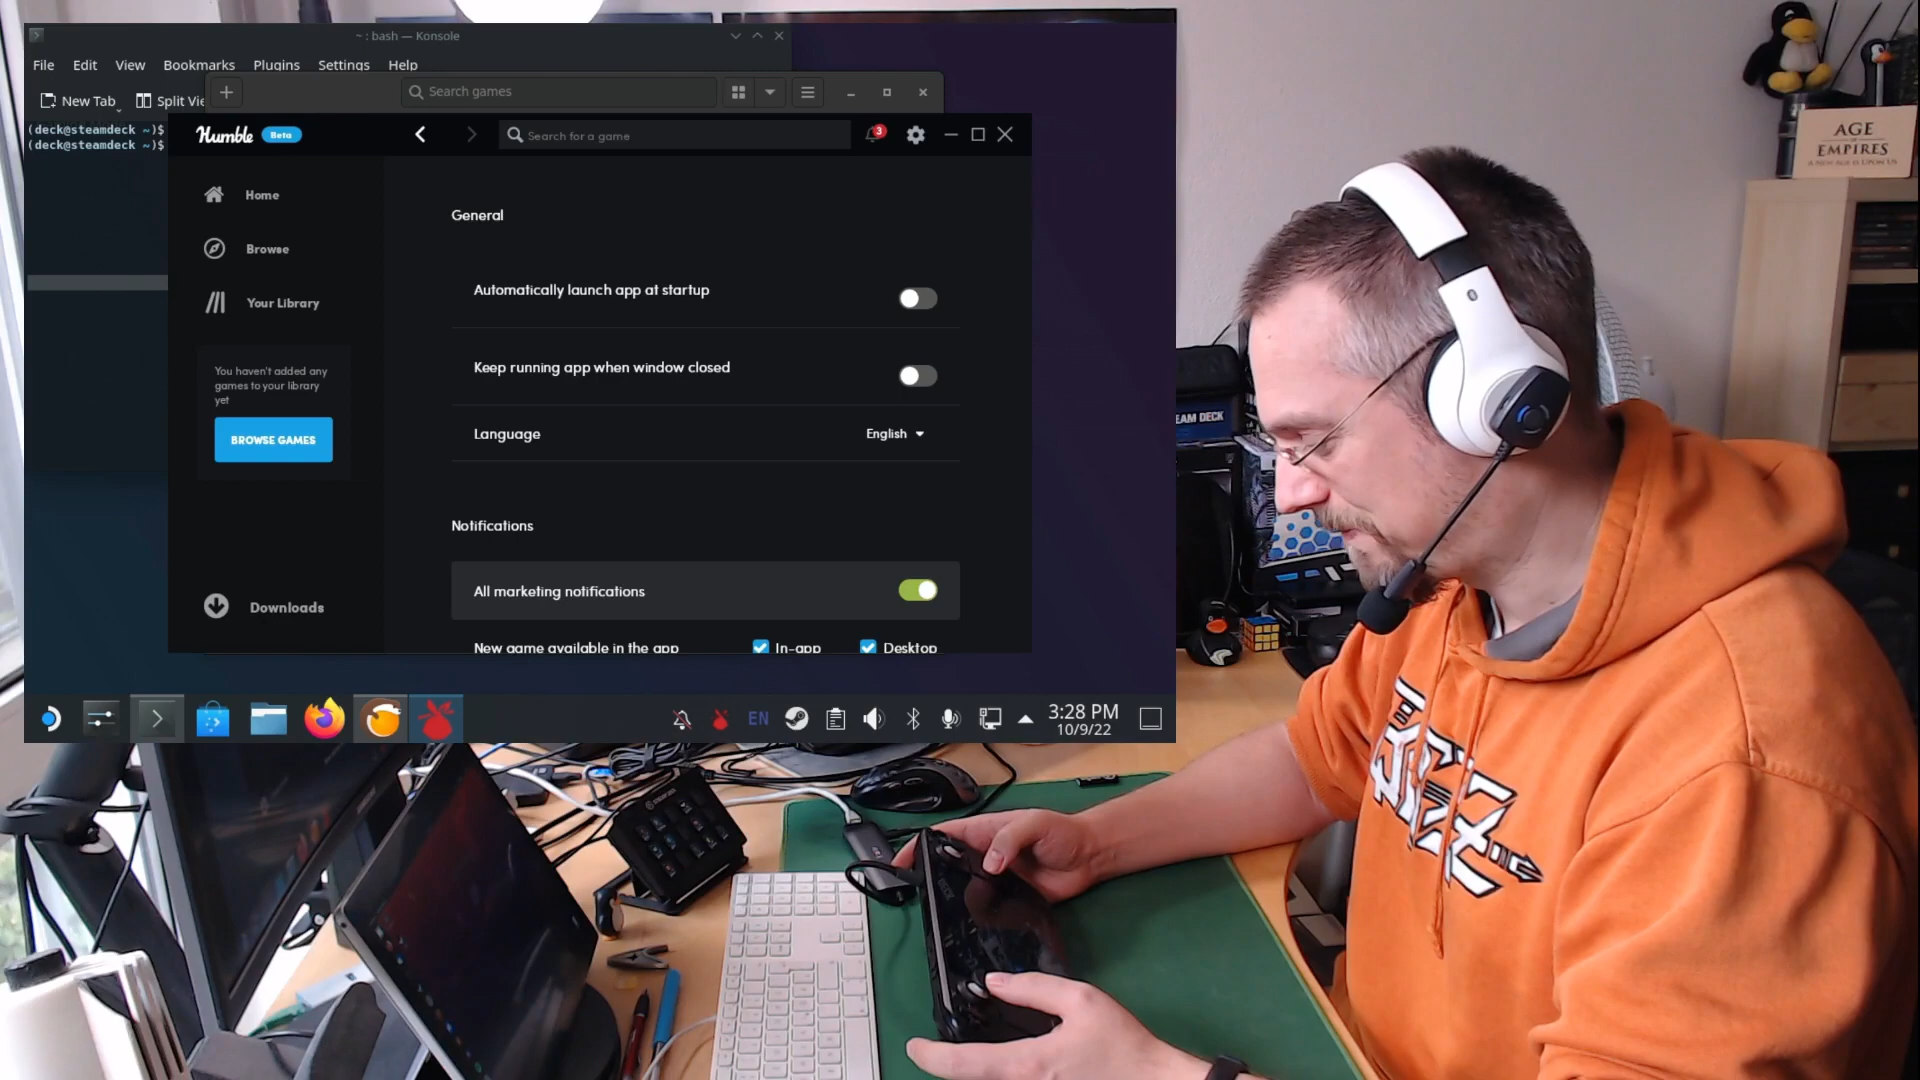 ~ : bash — Konsole
File Edit View Bookmarks Plugins Settings Help
New Tab Split Vie
Search games
(deck@steamdeck ~)$
(deck@steamdeck ~)$
Humble Beta
Search for a game
3
Home
Browse
Your Library
You haven't added any
games to your library
yet
BROWSE GAMES
Downloads
General
Automatically launch app at startup
Keep running app when window closed
Language English
Notifications
All marketing notifications
New game available in the app In-app Desktop
EN
3:28 PM
10/9/22
AGE
OF
EMPIRES
EAM DECK